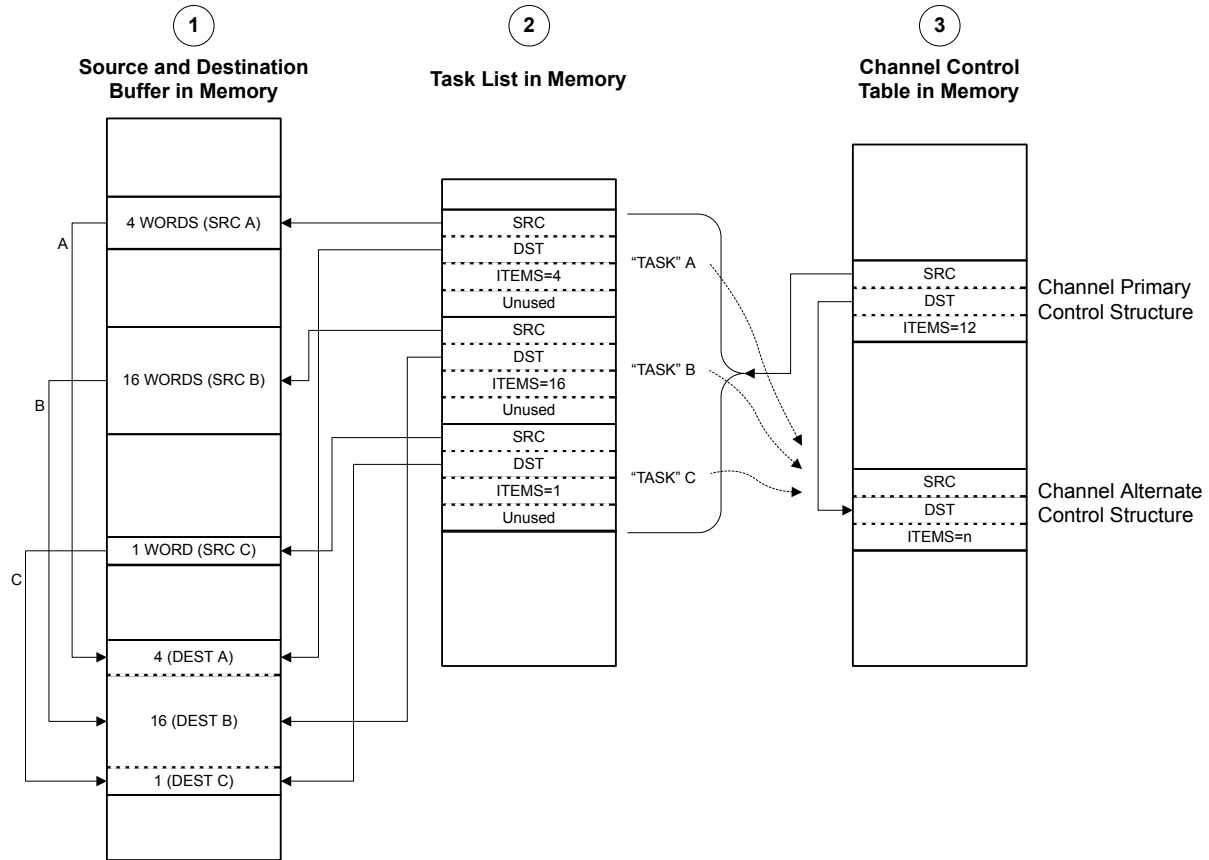 1
Source and Destination
Buffer in Memory
4 WORDS (SRC A)
A
16 WORDS (SRC B)
B
1 WORD (SRC C)
C
4 (DEST A)
16 (DEST B)
1 (DEST C)
2
Task List in Memory
SRC
DST
ITEMS=4
Unused
SRC
DST
ITEMS=16
Unused
SRC
DST
ITEMS=1
Unused
“TASK” A
“TASK” B
“TASK” C
3
Channel Control
Table in Memory
SRC
DST
ITEMS=12
Channel Primary
Control Structure
SRC
DST
ITEMS=n
Channel Alternate
Control Structure